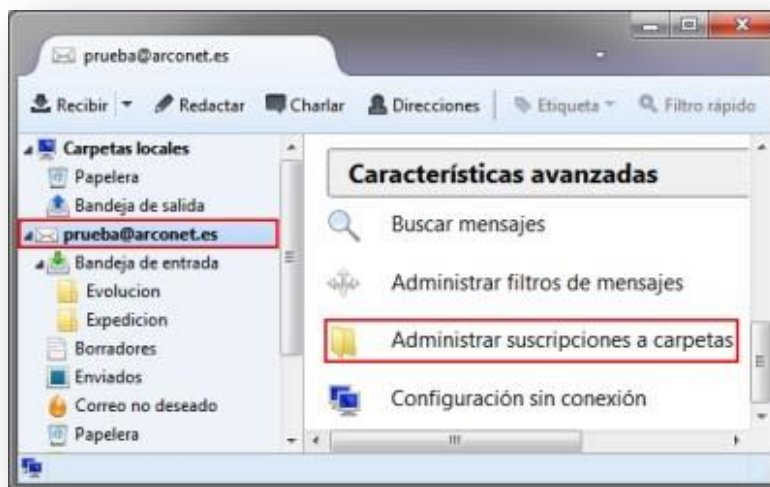 prueba@arconet.es
Recibir Redactar Charlar Direcciones Etiqueta Filtro rápido
Carpetas locales
Papelera
Bandeja de salida
prueba@arconet.es
Bandeja de entrada
Evolucion
Expedicion
Borradores
Enviados
Correo no deseado
Papelera
Características avanzadas
Buscar mensajes
Administrar filtros de mensajes
Administrar suscripciones a carpetas
Configuración sin conexión